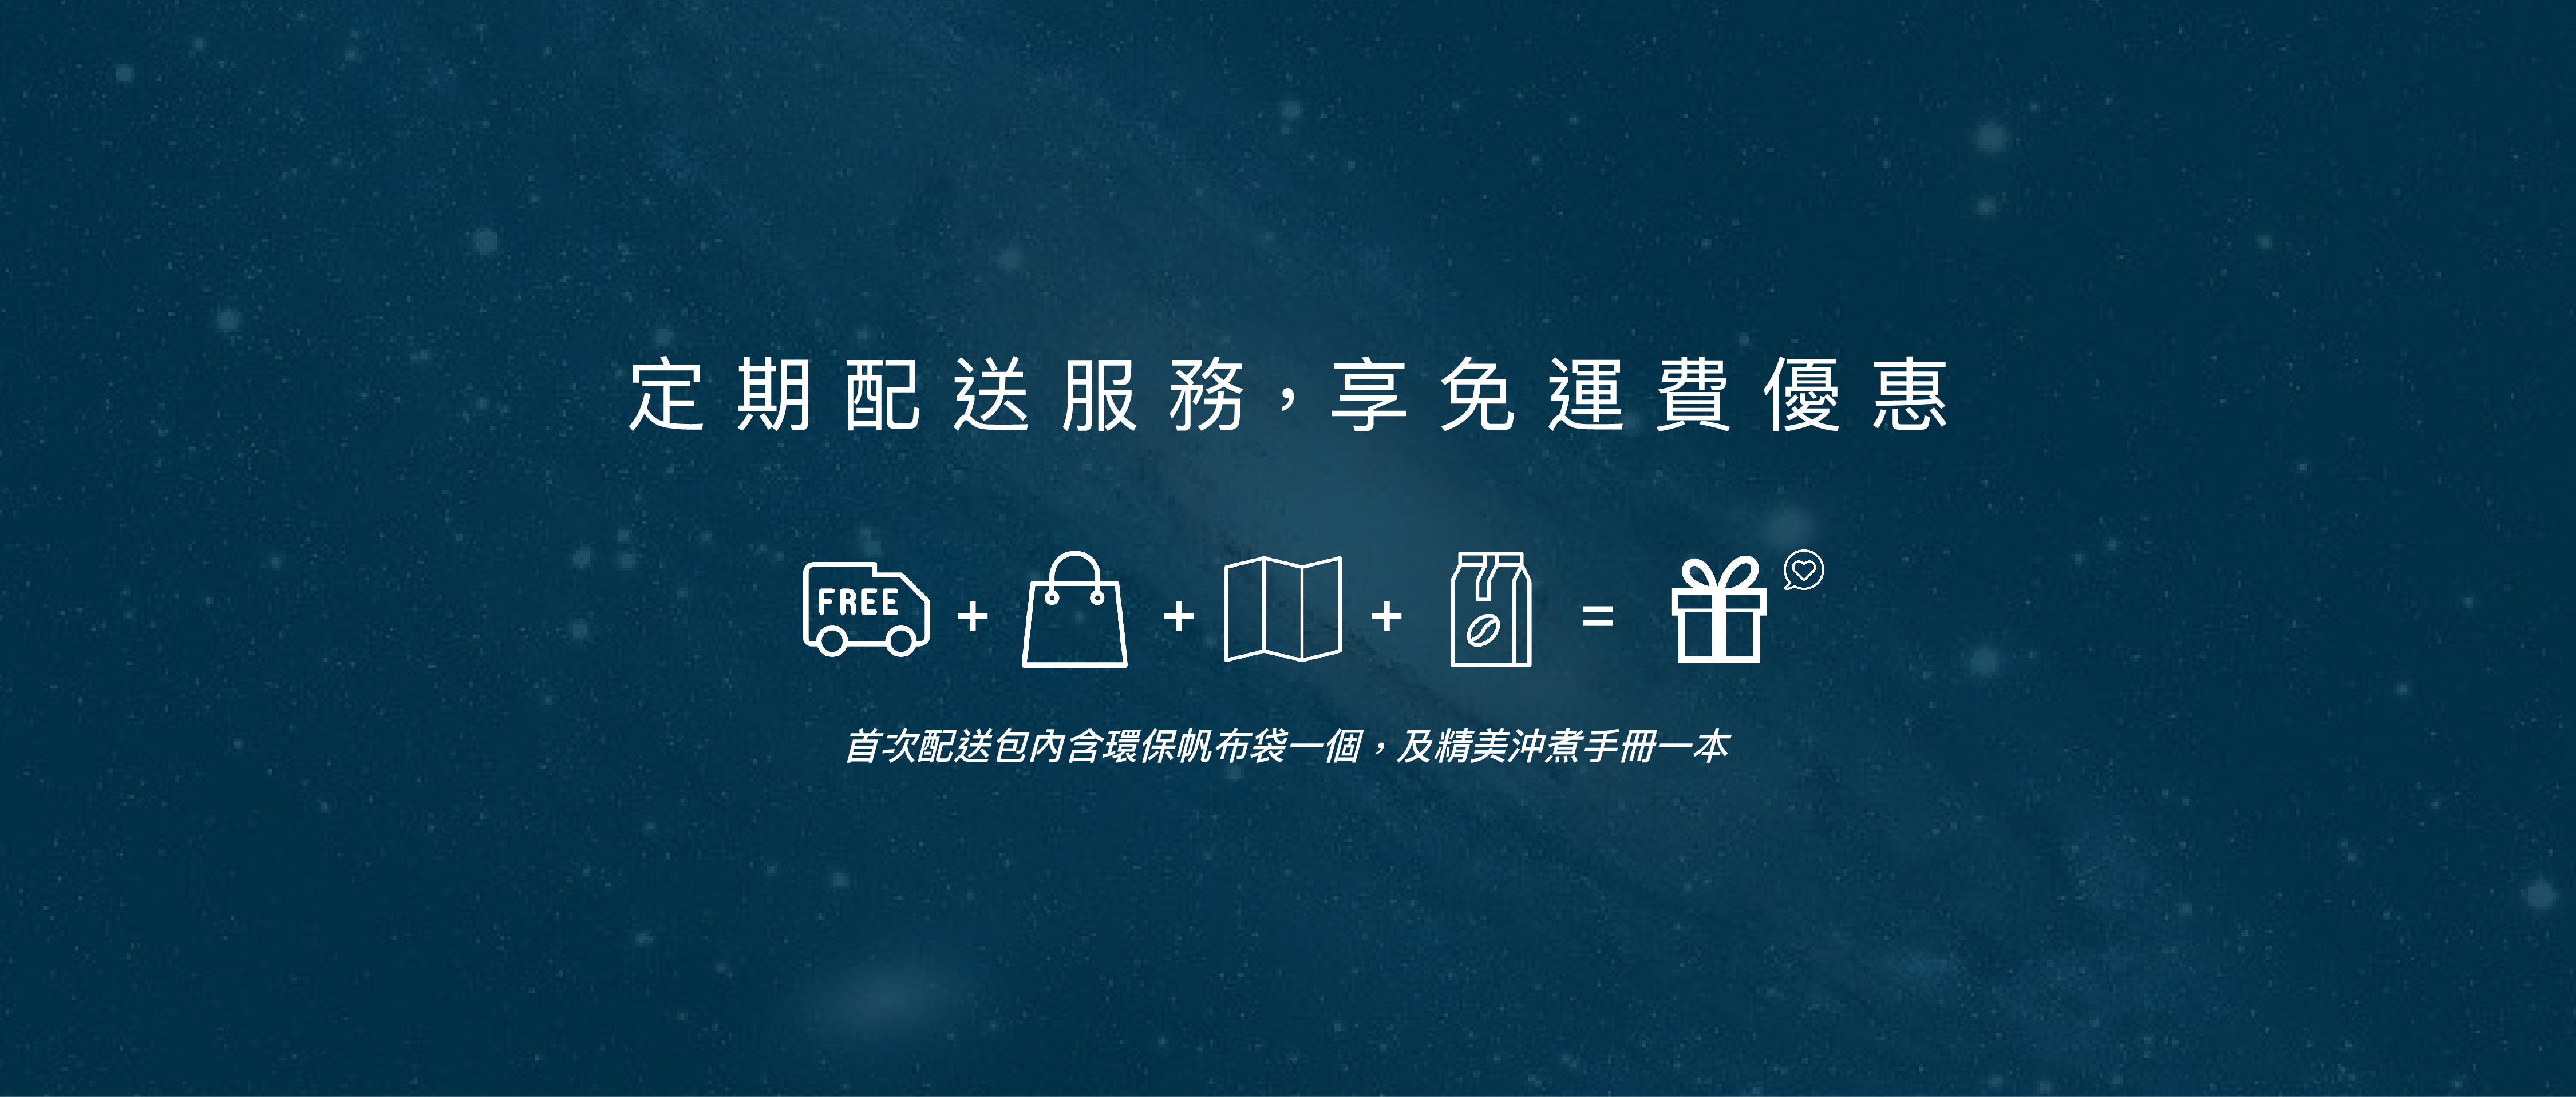 定期配送服務，享免運費優惠
FREE + + + =
首次配送包內含環保帆布袋一個，及精美沖煮手冊一本